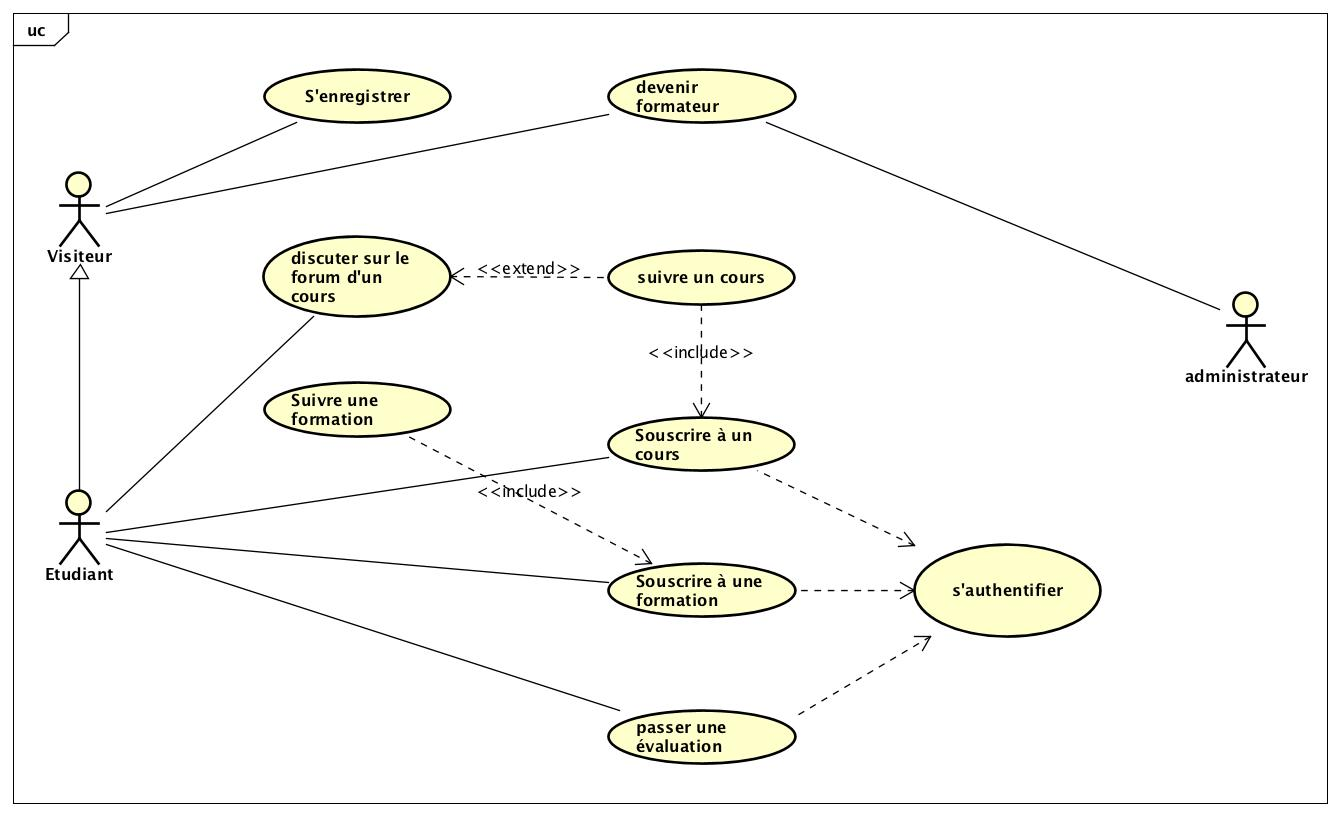 uc
S'enregistrer
devenir
formateur
Visiteur
discuter sur le
forum d'un
cours
<<extend>>
suivre un cours
<<include>>
administrateur
Suivre une
formation
Souscrire à un
cours
<<include>>
Etudiant
Souscrire à une
formation
s'authentifier
passer une
évaluation